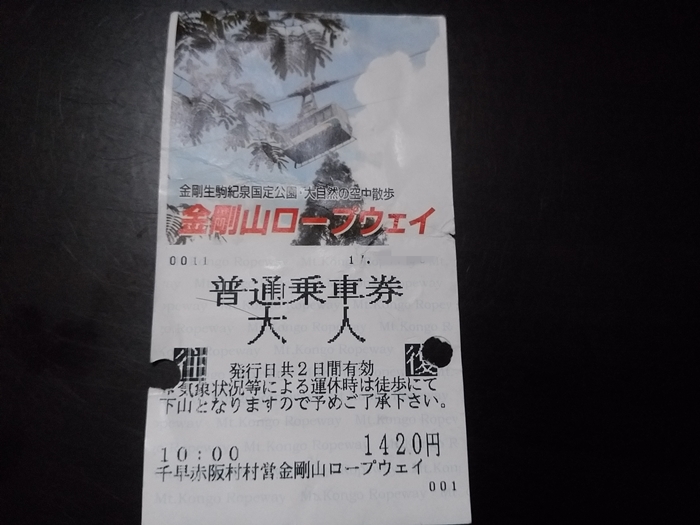 金剛生駒紀泉国定公園・大自然の空中散歩
金剛山ロープウェイ
0011 1
普通乗車券
大人
往 発行日共2日間有効 復
気象状況等による運休時は徒歩にて
下山となりますので予めご了承下さい。
10:00 1420円
千早赤阪村村営金剛山ロープウェイ
001
Mt.Kongo Ropeway